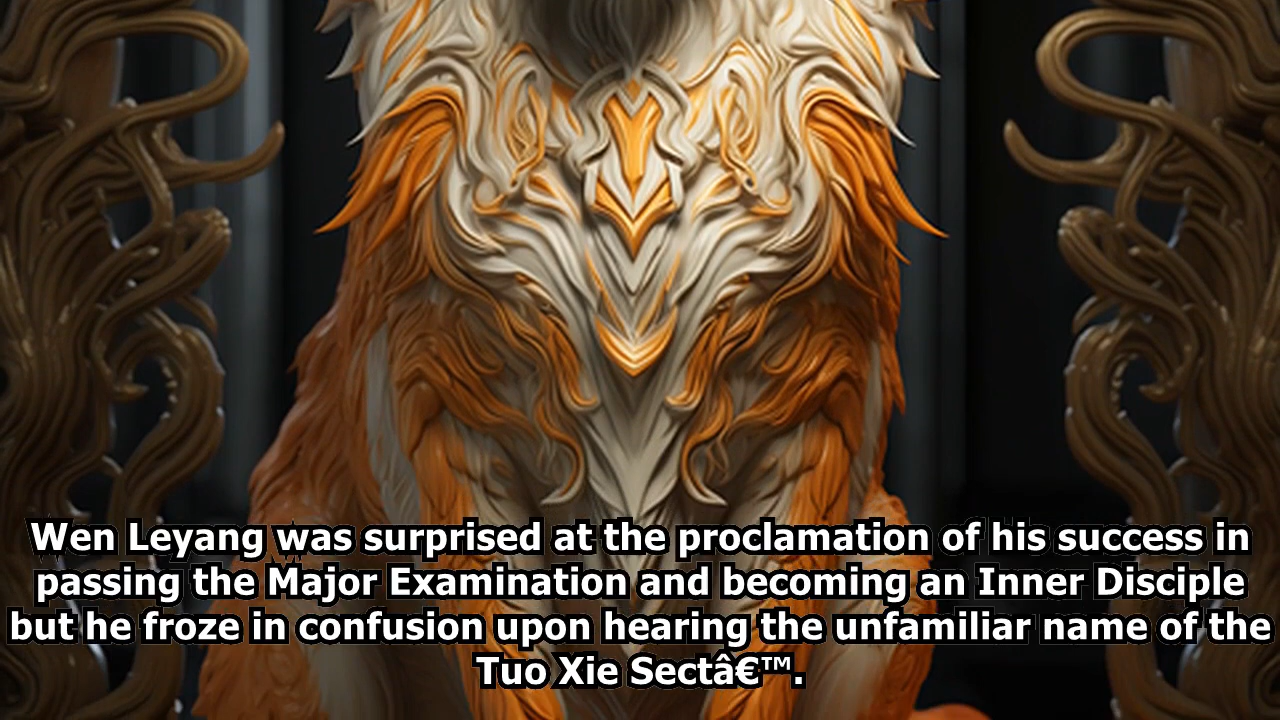 Wen Leyang was surprised at the proclamation of his success in
passing the Major Examination and becoming an Inner Disciple
but he froze in confusion upon hearing the unfamiliar name of the
Tuo Xie Sectâ€™.